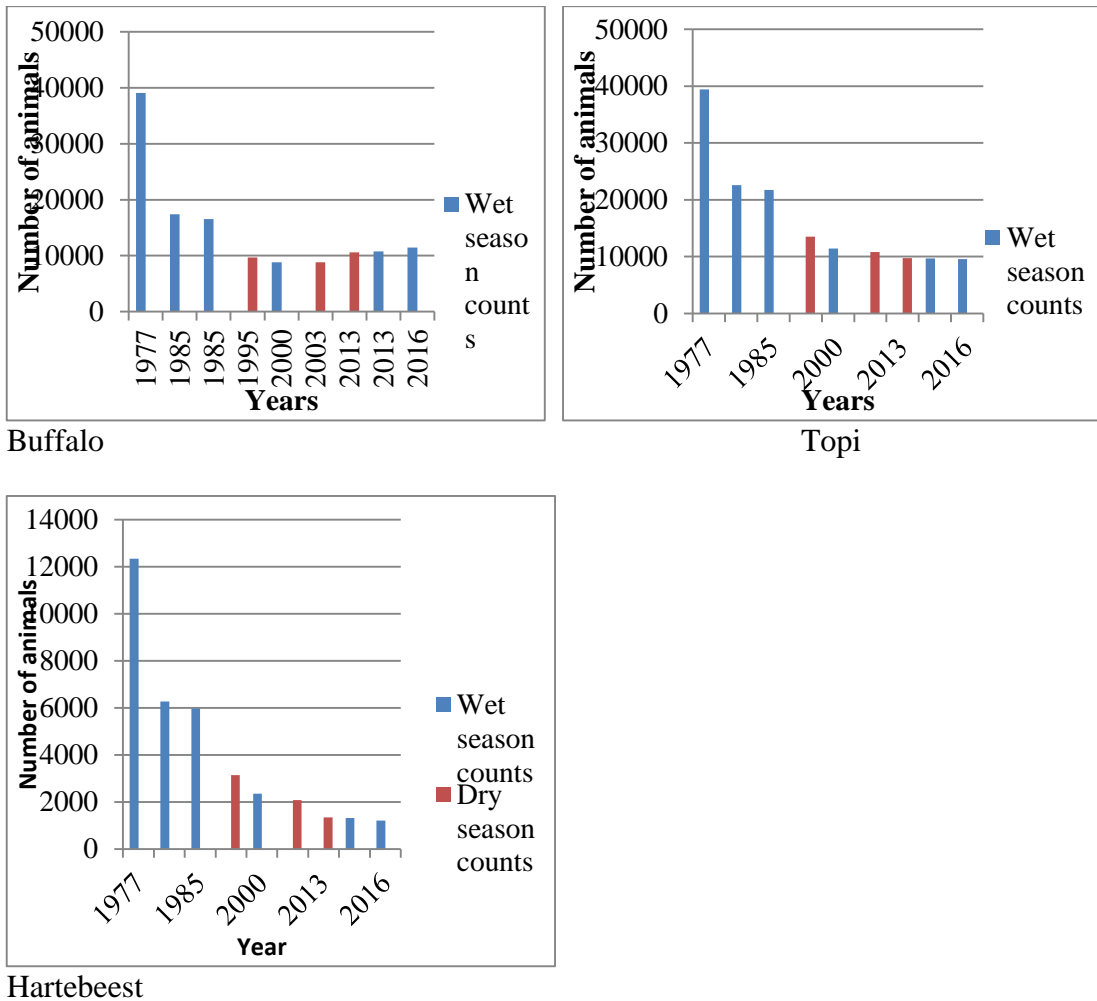 50000
40000
30000
20000
10000
0
Number of animals
1977
1985
1985
1995
2000
2003
2013
2013
2016
Years
Wet
seaso
n
count
s
Buffalo
50000
40000
30000
20000
10000
0
Number of animals
1977
1985
2000
2013
2016
Years
Wet
season
counts
Topi
14000
12000
10000
8000
6000
4000
2000
0
Number of animals
1977
1985
2000
2013
2016
Year
Wet
season
counts
Dry
season
counts
Hartebeest